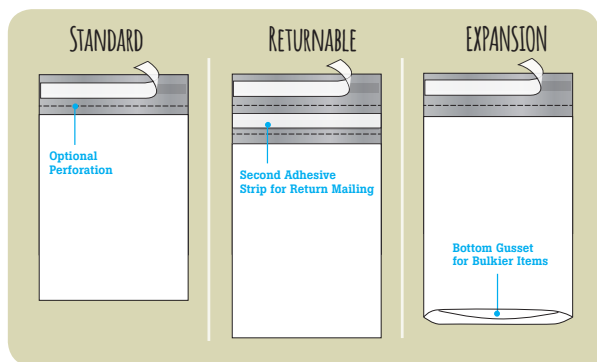 STANDARD
Optional
Perforation
RETURNABLE
Second Adhesive
Strip for Return Mailing
EXPANSION
Bottom Gusset
for Bulkier Items